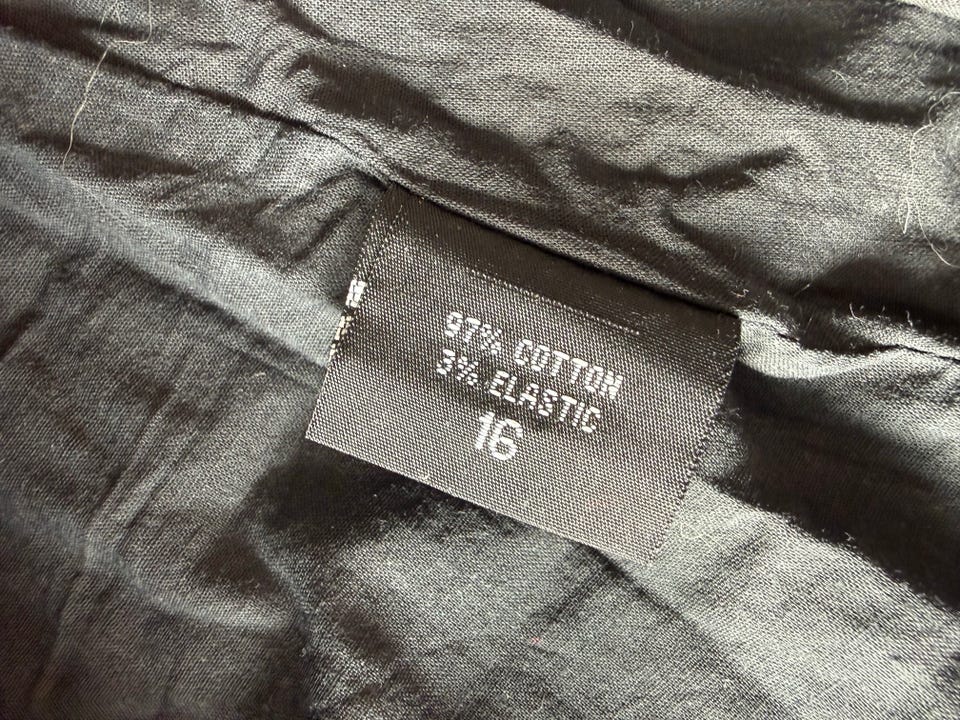 97% COTTON
3% ELASTIC
16